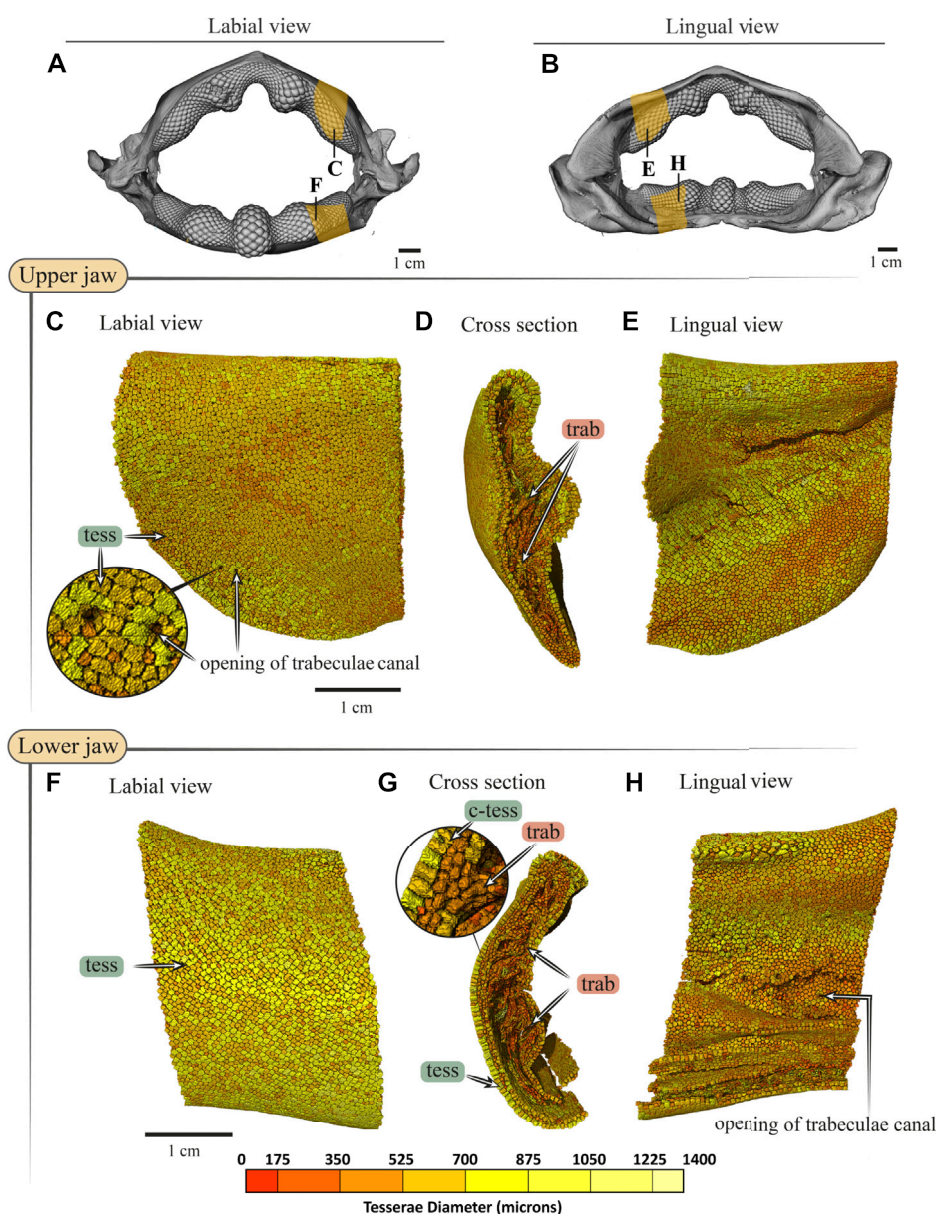 Labial view
Lingual view
A
B
C
F
E
H
1 cm
1 cm
Upper jaw
C
Labial view
D
Cross section
E
Lingual view
trab
tess
opening of trabeculae canal
1 cm
Lower jaw
F
Labial view
G
Cross section
H
Lingual view
c-tess
trab
tess
trab
tess
opening of trabeculae canal
1 cm
0 175 350 525 700 875 1050 1225 1400
Tesserae Diameter (microns)